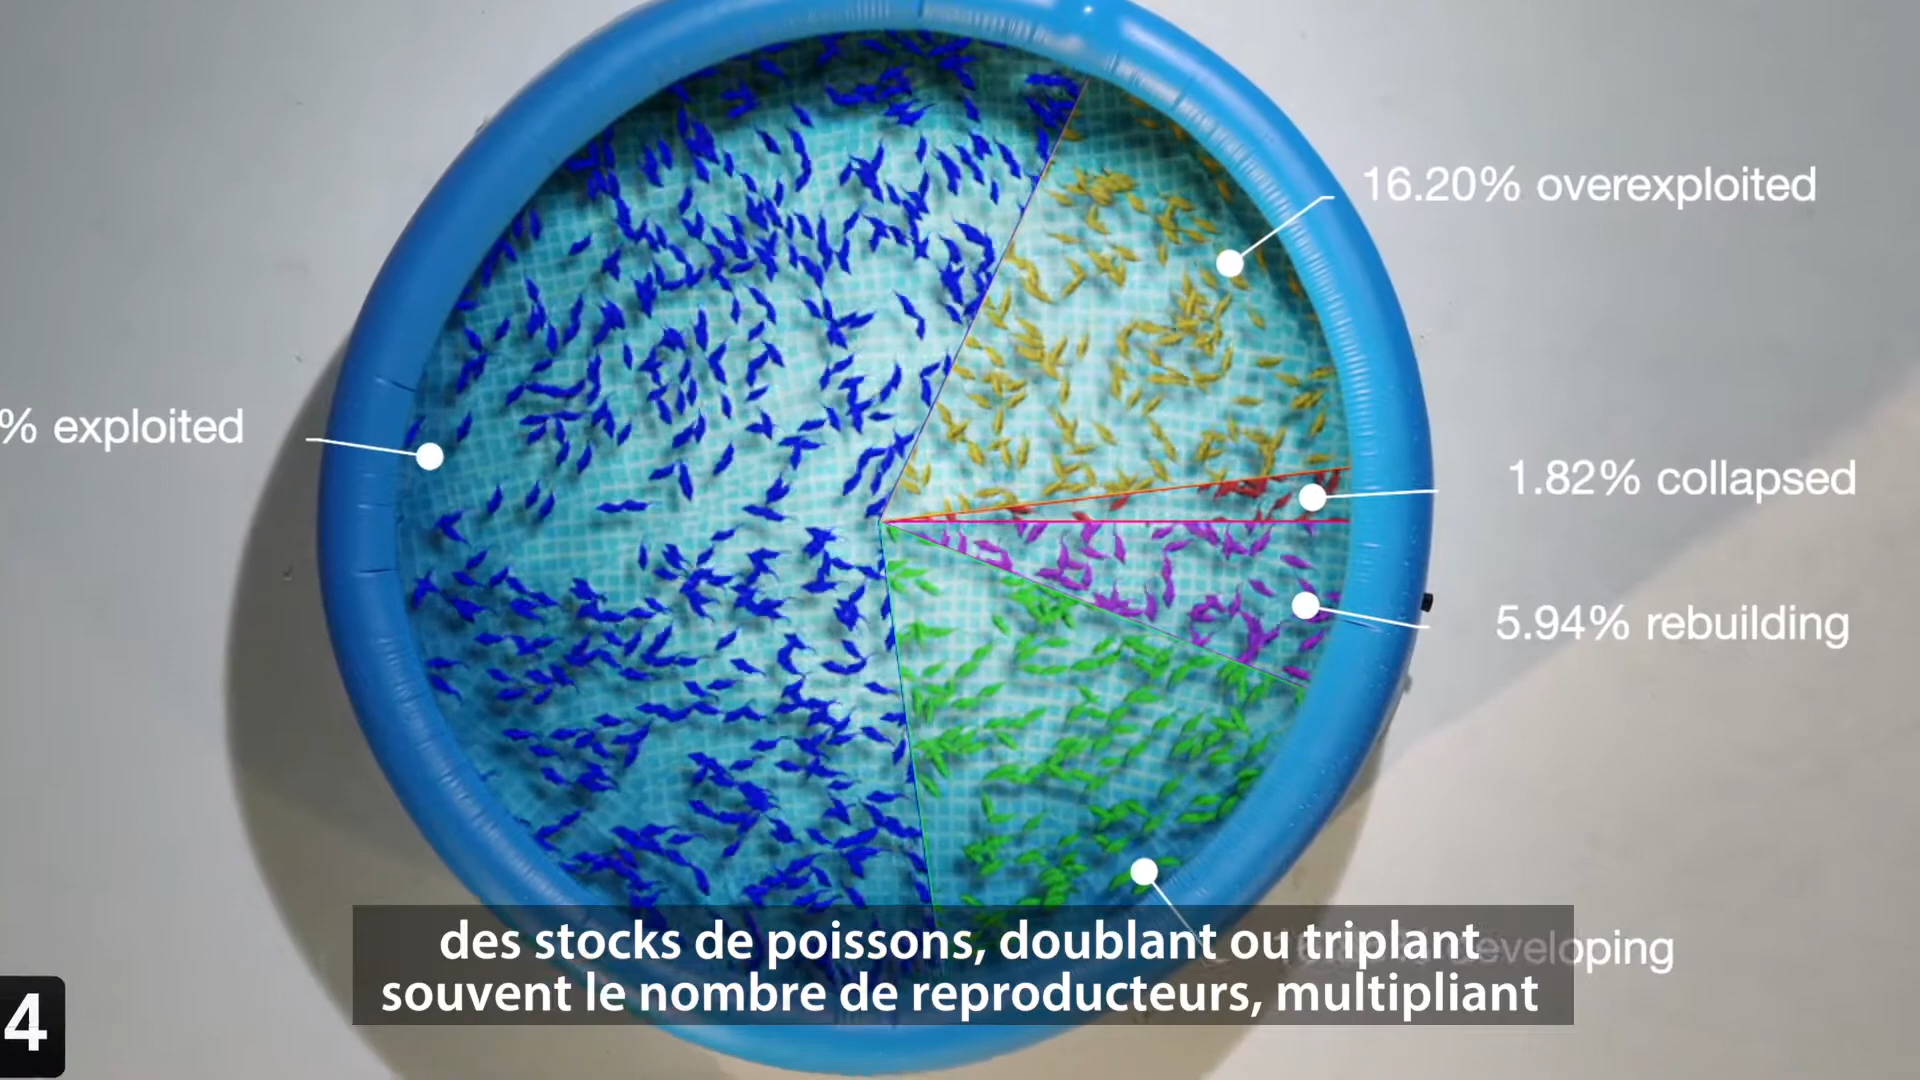 16.20% overexploited
% exploited
1.82% collapsed
5.94% rebuilding
developing
des stocks de poissons, doublant ou triplant
souvent le nombre de reproducteurs, multipliant
4